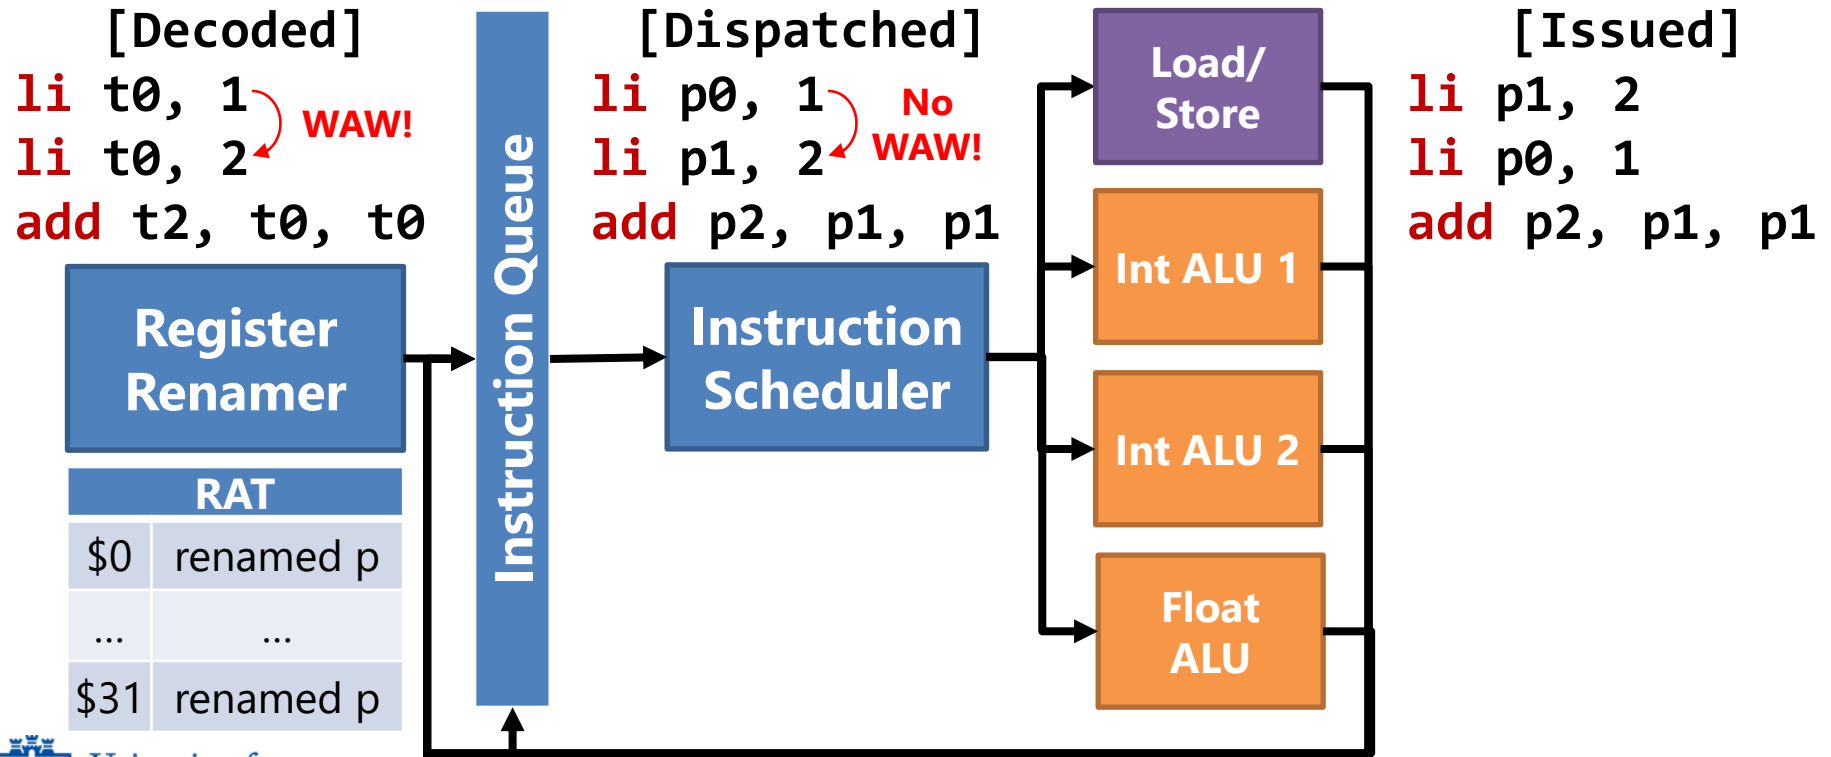 [Decoded]
li t0, 1
li t0, 2
add t2, t0, t0
WAW!
Register
Renamer
RAT
$0 renamed p
... ...
$31 renamed p
Instruction Queue
[Dispatched]
li p0, 1
li p1, 2
add p2, p1, p1
No
WAW!
Instruction
Scheduler
Load/
Store
Int ALU 1
Int ALU 2
Float
ALU
[Issued]
li p1, 2
li p0, 1
add p2, p1, p1